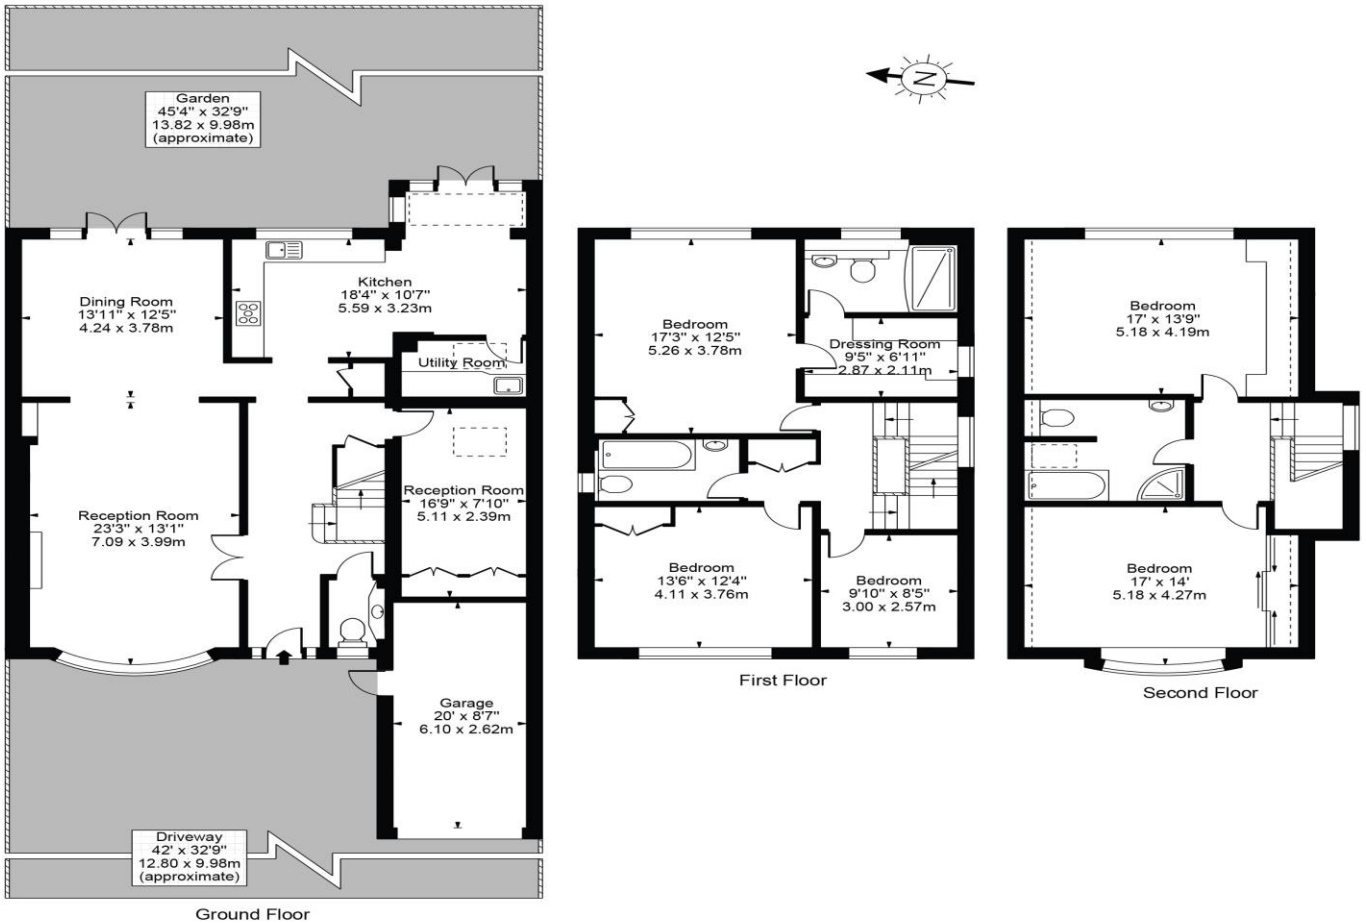 Garden
45'4" x 32'9"
13.82 x 9.98m
(approximate)
N
Dining Room
13'11" x 12'5"
4.24 x 3.78m
Kitchen
18'4" x 10'7"
5.59 x 3.23m
Utility Room
Reception Room
23'3" x 13'1"
7.09 x 3.99m
Reception Room
16'9" x 7'10"
5.11 x 2.39m
Garage
20' x 8'7"
6.10 x 2.62m
Driveway
42' x 32'9"
12.80 x 9.98m
(approximate)
Ground Floor
Bedroom
17'3" x 12'5"
5.26 x 3.78m
Dressing Room
9'5" x 6'11"
2.87 x 2.11m
Bedroom
13'6" x 12'4"
4.11 x 3.76m
Bedroom
9'10" x 8'5"
3.00 x 2.57m
First Floor
Bedroom
17' x 13'9"
5.18 x 4.19m
Bedroom
17' x 14'
5.18 x 4.27m
Second Floor